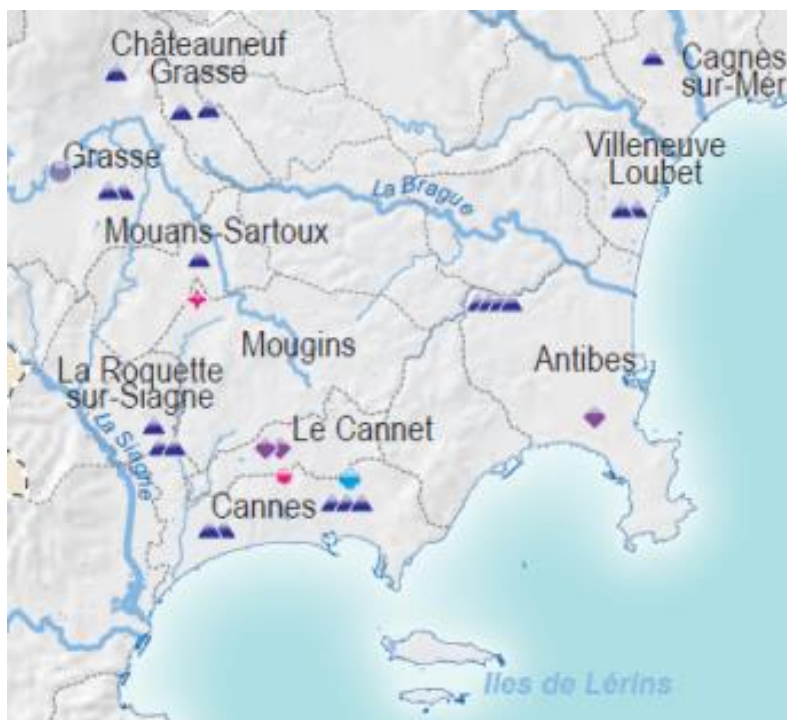 Châteauneuf
Grasse
Cagnes
sur-Mer
Grasse
Villeneuve
Loubet
La Brague
Mouans-Sartoux
Mougins
Antibes
La Roquette
sur-Siagne
La Siagne
Le Cannet
Cannes
Iles de Lérins